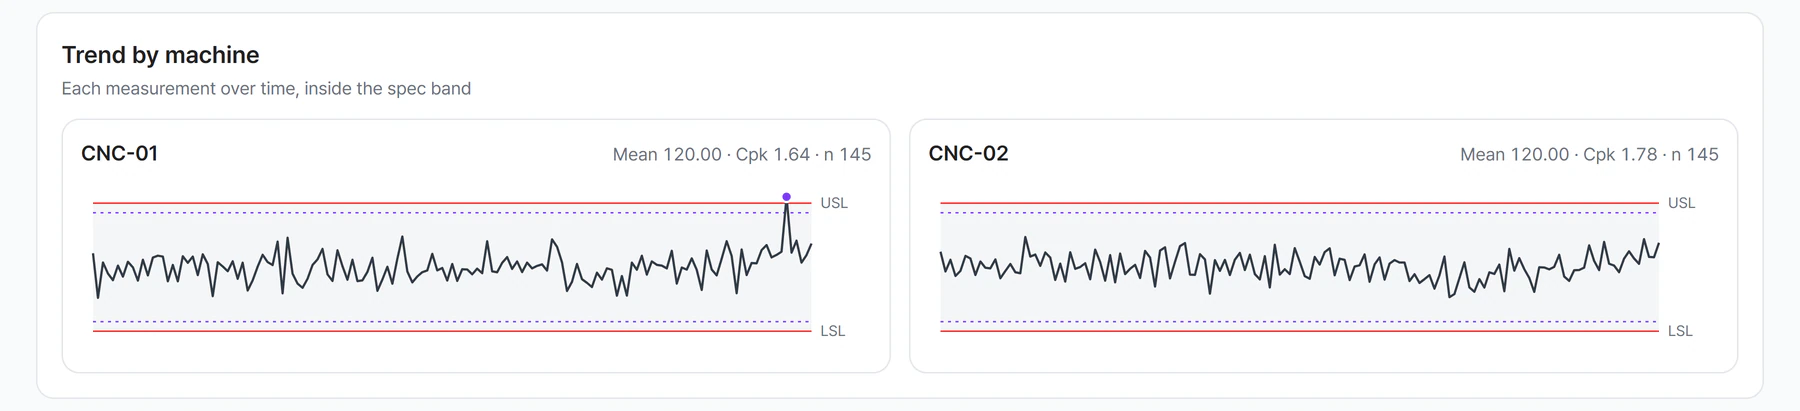 Trend by machine
Each measurement over time, inside the spec band
CNC-01
Mean 120.00 · Cpk 1.64 · n 145
USL
LSL
CNC-02
Mean 120.00 · Cpk 1.78 · n 145
USL
LSL